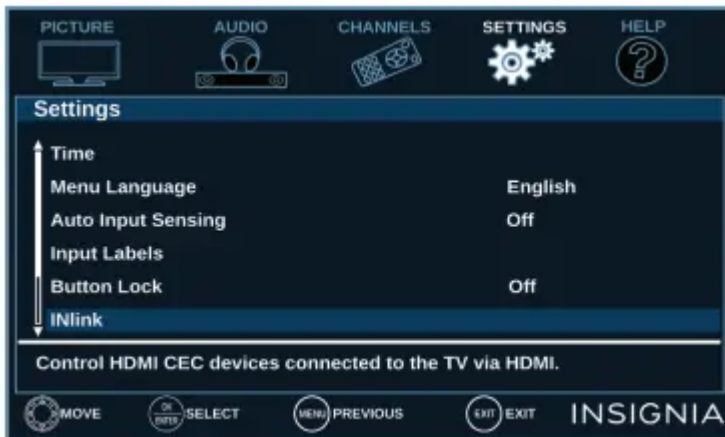 PICTURE AUDIO CHANNELS SETTINGS HELP
?
Settings
Time
Menu Language English
Auto Input Sensing Off
Input Labels
Button Lock Off
INlink
Control HDMI CEC devices connected to the TV via HDMI.
MOVE OK ENTER SELECT MENU PREVIOUS EXIT EXIT INSIGNIA